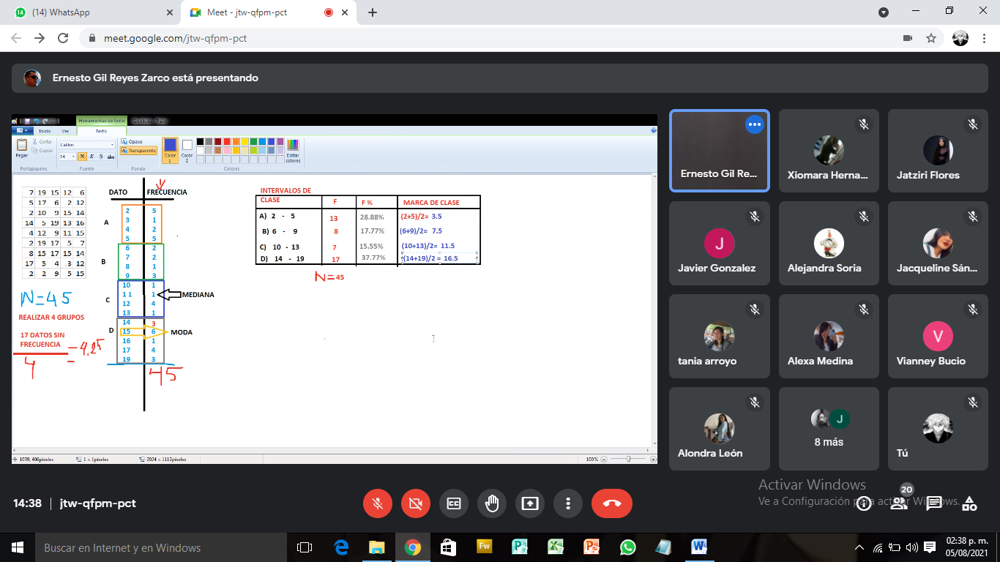 (14) WhatsApp
Meet - jtw-qfpm-pct
meet.google.com/jtw-qfpm-pct
Ernesto Gil Reyes Zarco está presentando
Herramientas de texto
Inicio Ver Texto
Pegar
Cortar
Copiar
Portapapeles
Calibri
14 N K S abc
Fuente
Opaco
Transparente
Fondo
Color 1
Color 2
Editar colores
Colores
7 19 15 12 6
5 17 6 2 12
2 10 9 15 14
14 5 19 13 16
4 12 9 11 15
2 19 17 5 7
8 15 17 15 14
17 5 4 3 12
2 2 9 5 15
N=45
REALIZAR 4 GRUPOS
17 DATOS SIN
FRECUENCIA
4
= 4.25
DATO FRECUENCIA
A
2 5
3 1
4 2
5 5
B
6 2
7 2
8 1
9 3
C
10 1
1 1 1 MEDIANA
12 4
13 1
D
14 3
15 6 MODA
16 1
17 4
19 3
45
INTERVALOS DE
CLASE F F % MARCA DE CLASE
A) 2 - 5 13 28.88% (2+5)/2= 3.5
B) 6 - 9 8 17.77% (6+9)/2= 7.5
C) 10 - 13 7 15.55% (10+13)/2= 11.5
D) 14 - 19 17 37.77% (14+19)/2 = 16.5
N = 45
1039, 406píxeles 1 × 1píxeles 2024 × 1112píxeles 100%
Ernesto Gil Re...
Xiomara Herna...
Jatziri Flores
J
Javier Gonzalez
Alejandra Soria
Jacqueline Sán...
tania arroyo
Alexa Medina
V
Vianney Bucio
Alondra León
J
8 más
Tú
Activar Windows
Ve a Configuración para activar Windows.
14:38 | jtw-qfpm-pct
CC
20
Buscar en Internet y en Windows
Fw
02:38 p. m.
05/08/2021